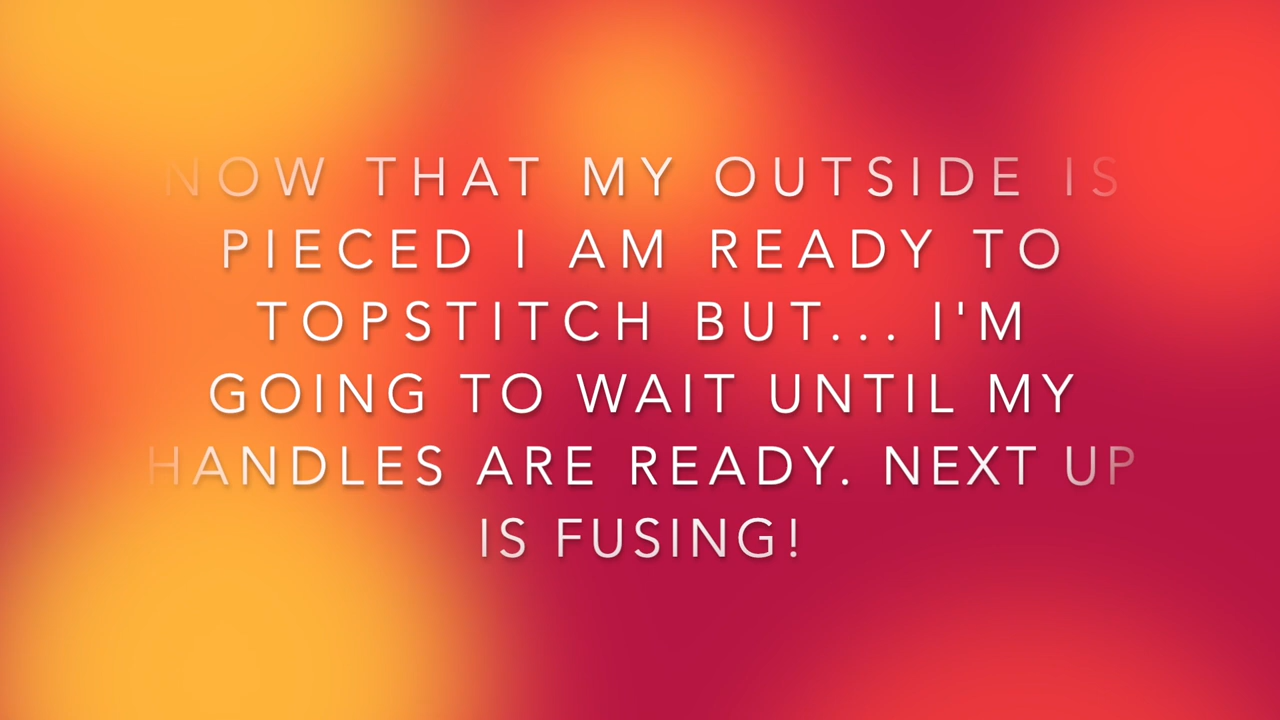 NOW THAT MY OUTSIDE IS
PIECED I AM READY TO
TOPSTITCH BUT... I'M
GOING TO WAIT UNTIL MY
HANDLES ARE READY. NEXT UP
IS FUSING!